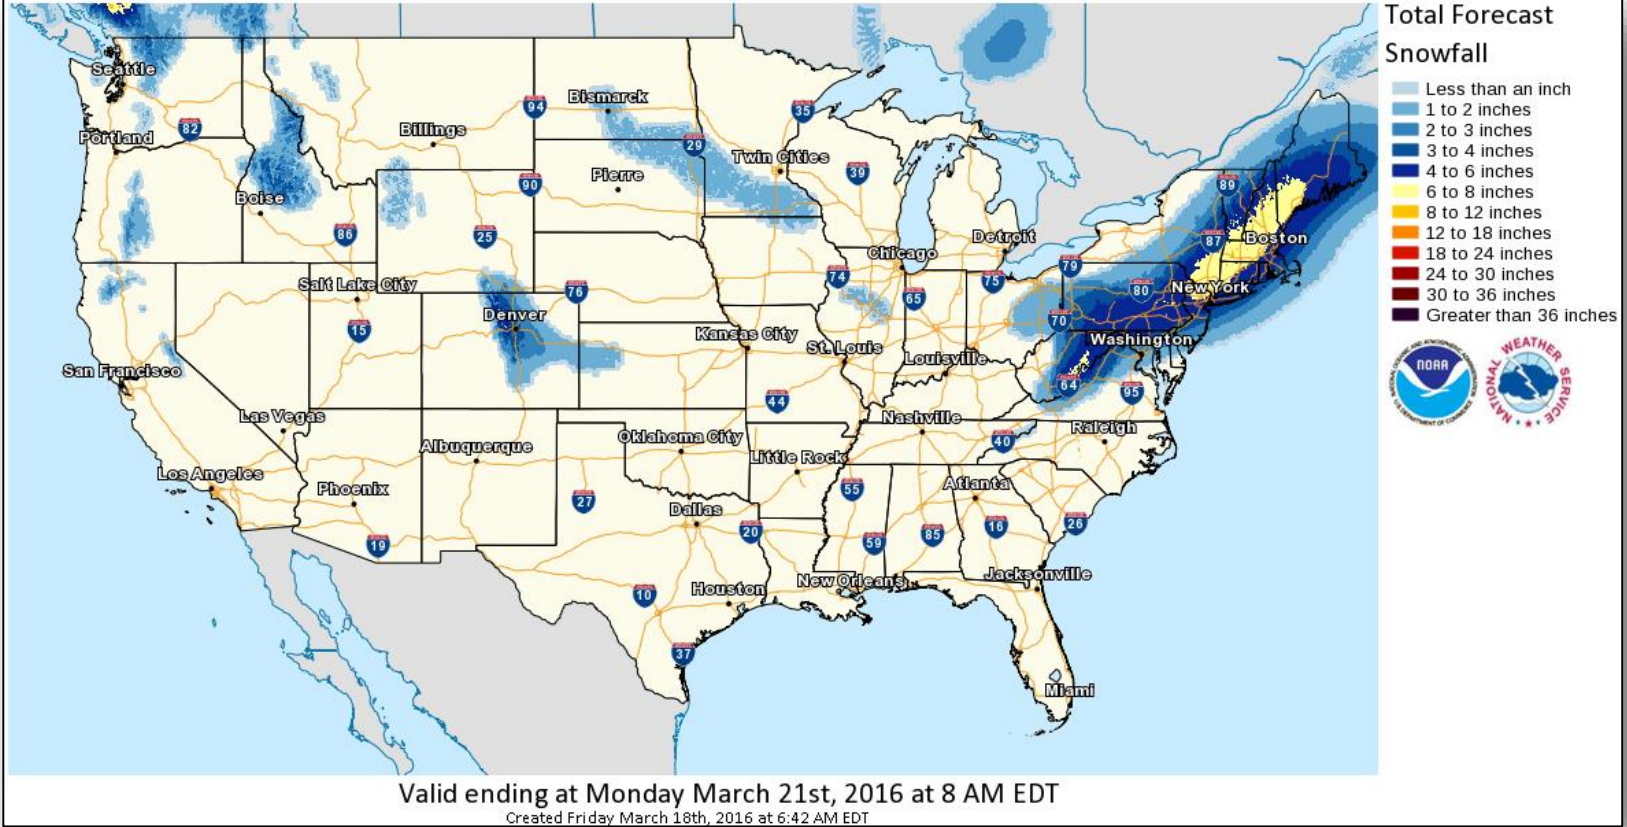 Total Forecast
Snowfall
Less than an inch
1 to 2 inches
2 to 3 inches
3 to 4 inches
4 to 6 inches
6 to 8 inches
8 to 12 inches
12 to 18 inches
18 to 24 inches
24 to 30 inches
30 to 36 inches
Greater than 36 inches
NOAA
NATIONAL WEATHER SERVICE
Seattle
Bismarck
94
35
82
Billings
Portland
29
Twin Cities
39
90
Pierre
89
Boise
86
25
87
Boston
Detroit
Chicago
79
74
75
Salt Lake City
76
65
80
New York
Denver
15
70
Kansas City
Washington
St. Louis
Louisville
San Francisco
64
95
44
Las Vegas
Nashville
Oklahoma City
40
Raleigh
Albuquerque
Little Rock
Los Angeles
Phoenix
55
Atlanta
27
Dallas
20
16
26
19
59
85
New Orleans
Jacksonville
10
Houston
37
Miami
Valid ending at Monday March 21st, 2016 at 8 AM EDT
Created Friday March 18th, 2016 at 6:42 AM EDT